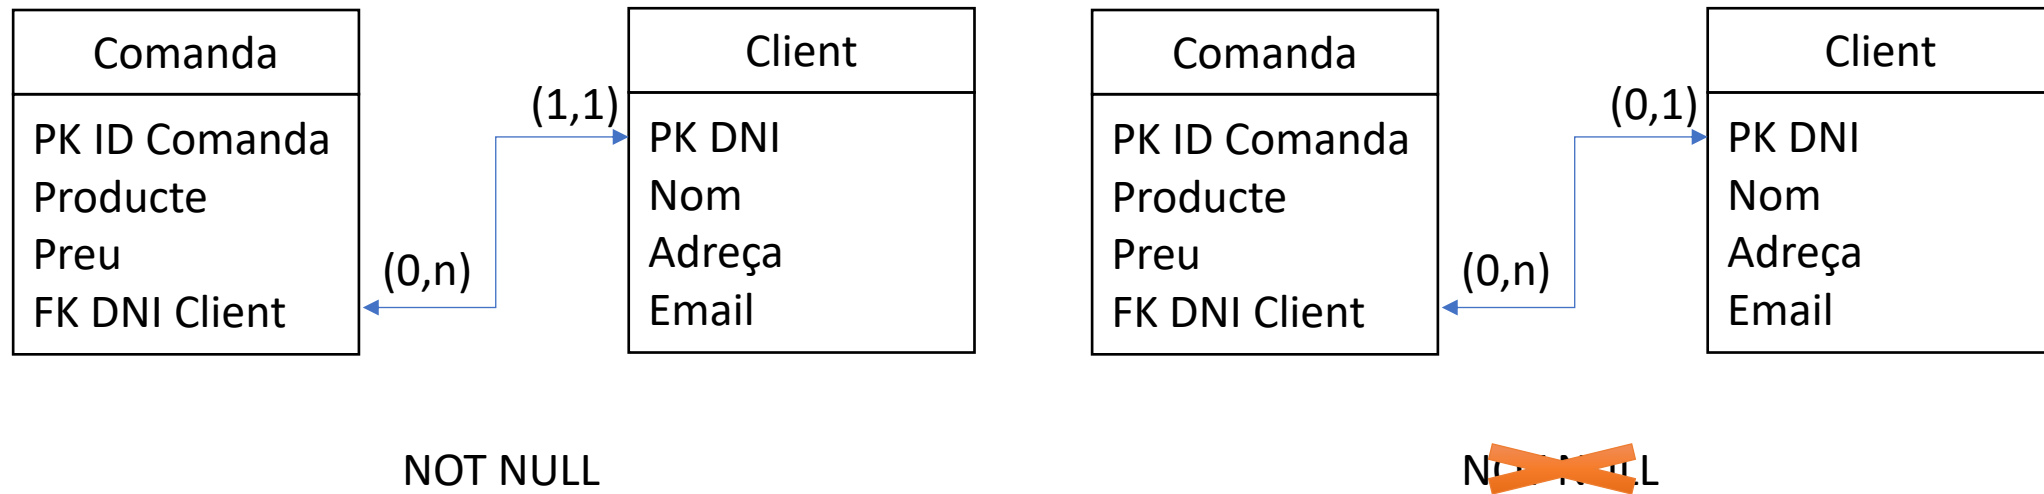 Comanda
PK ID Comanda
Producte
Preu
FK DNI Client
(0,n)
(1,1)
Client
PK DNI
Nom
Adreça
Email
NOT NULL
Comanda
PK ID Comanda
Producte
Preu
FK DNI Client
(0,n)
(0,1)
Client
PK DNI
Nom
Adreça
Email
NOT NULL